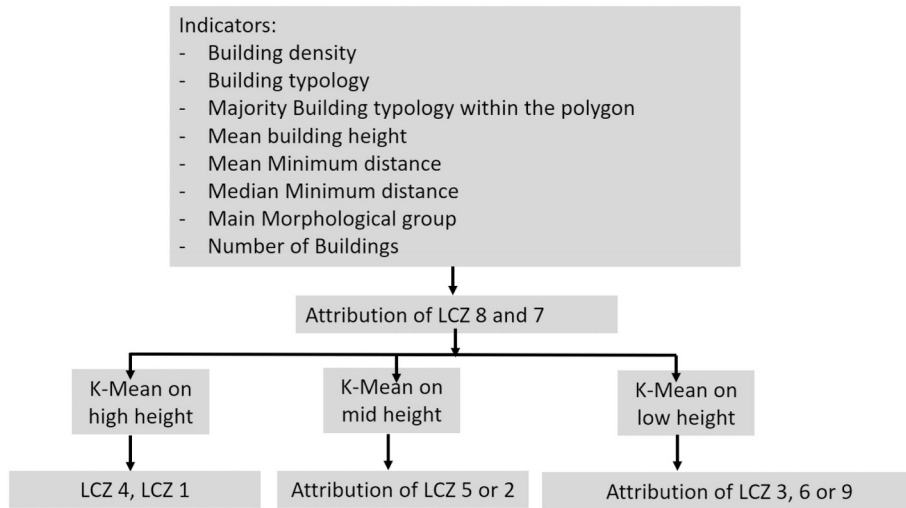 Indicators:
- Building density
- Building typology
- Majority Building typology within the polygon
- Mean building height
- Mean Minimum distance
- Median Minimum distance
- Main Morphological group
- Number of Buildings
Attribution of LCZ 8 and 7
K-Mean on
high height
K-Mean on
mid height
K-Mean on
low height
LCZ 4, LCZ 1
Attribution of LCZ 5 or 2
Attribution of LCZ 3, 6 or 9